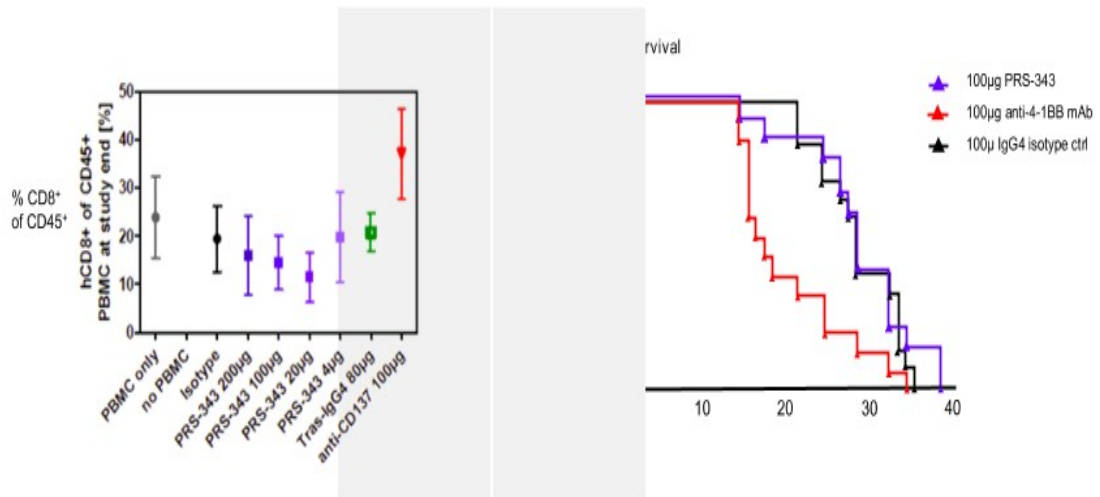 rvival
50
40
30
20
10
0
hCD8+ of CD45+
PBMC at study end [%]
% CD8⁺
of CD45⁺
PBMC only
no PBMC
Isotype
PRS-343 200µg
PRS-343 100µg
PRS-343 20µg
PRS-343 4µg
Tras-IgG4 80µg
anti-CD137 100µg
100µg PRS-343
100µg anti-4-1BB mAb
100µ IgG4 isotype ctrl
10 20 30 40